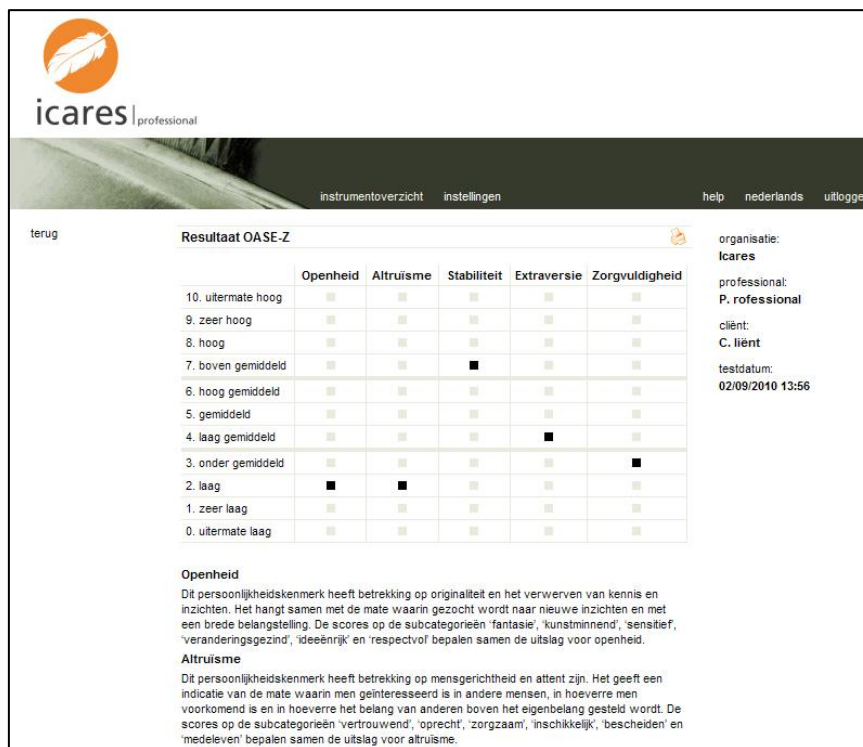 icares | professional
instrumentoverzicht instellingen help nederlands uitlogge
terug
Resultaat OASE-Z
organisatie:
Icares
professional:
P. rofessional
cliënt:
C. liënt
testdatum:
02/09/2010 13:56
Openheid Altruïsme Stabiliteit Extraversie Zorgvuldigheid
10. uitermate hoog
9. zeer hoog
8. hoog
7. boven gemiddeld
6. hoog gemiddeld
5. gemiddeld
4. laag gemiddeld
3. onder gemiddeld
2. laag
1. zeer laag
0. uitermate laag
Openheid
Dit persoonlijkheidskenmerk heeft betrekking op originaliteit en het verwerven van kennis en
inzichten. Het hangt samen met de mate waarin gezocht wordt naar nieuwe inzichten en met
een brede belangstelling. De scores op de subcategorieën 'fantasie', 'kunstminnend', 'sensitief',
'veranderingsgezind', 'ideeënrijk' en 'respectvol' bepalen samen de uitslag voor openheid.
Altruïsme
Dit persoonlijkheidskenmerk heeft betrekking op mensgerichtheid en attent zijn. Het geeft een
indicatie van de mate waarin men geïnteresseerd is in andere mensen, in hoeverre men
voorkomend is en in hoeverre het belang van anderen boven het eigenbelang gesteld wordt. De
scores op de subcategorieën 'vertrouwend', 'oprecht', 'zorgzaam', 'inschikkelijk', 'bescheiden' en
'medeleven' bepalen samen de uitslag voor altruïsme.